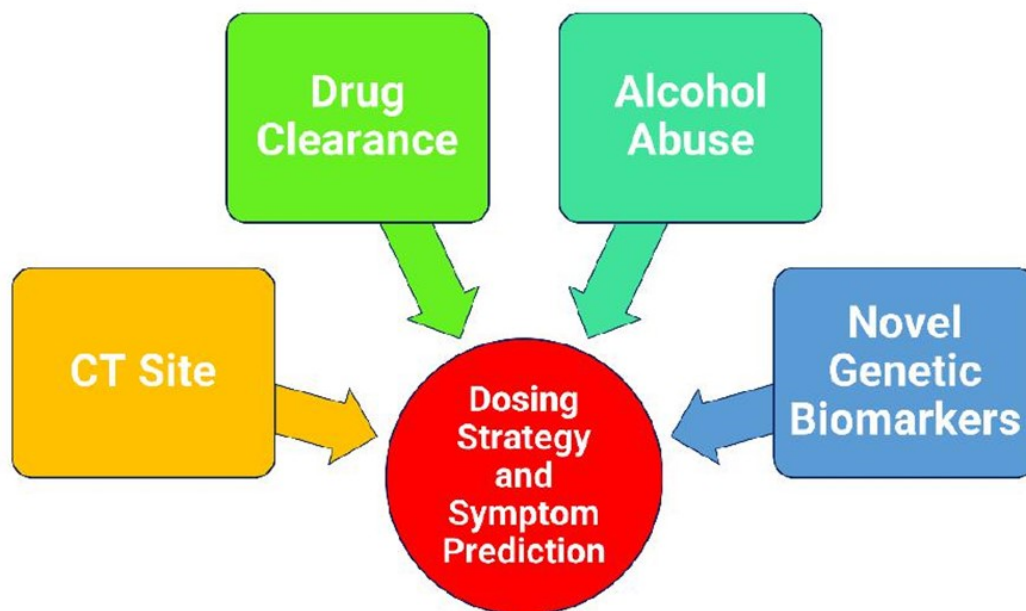 Drug
Clearance
Alcohol
Abuse
CT Site
Novel
Genetic
Biomarkers
Dosing
Strategy
and
Symptom
Prediction